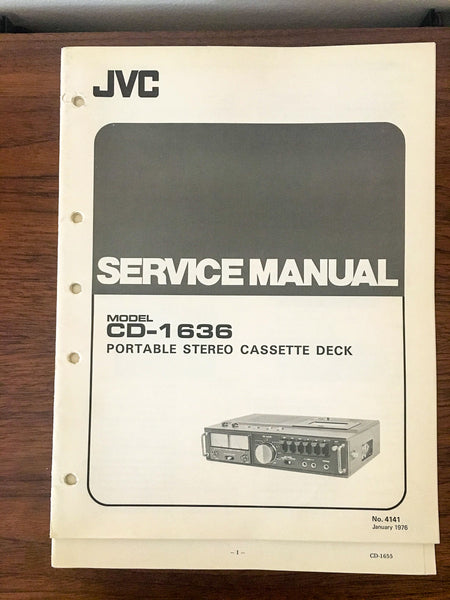 JVC
SERVICE MANUAL
MODEL
CD-1636
PORTABLE STEREO CASSETTE DECK
No. 4141
January 1976
– 1 –
CD-1655